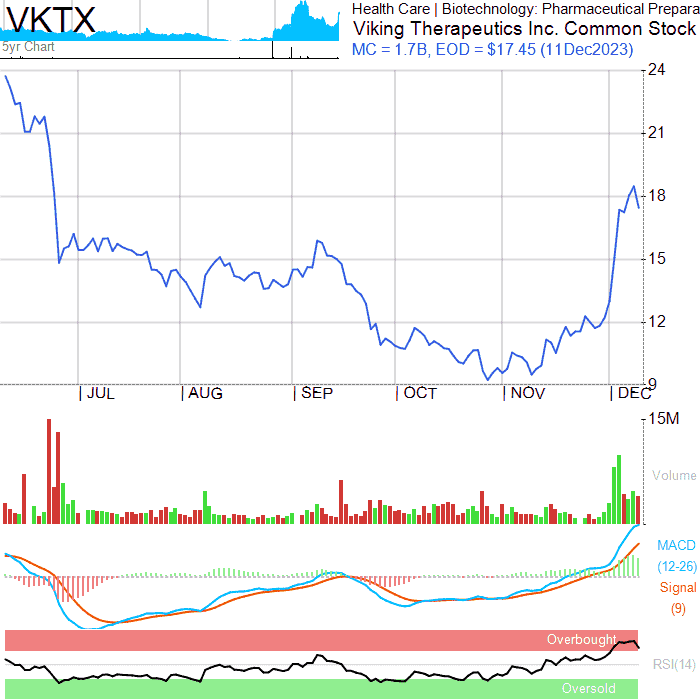 VKTX
5yr Chart
Health Care | Biotechnology: Pharmaceutical Prepara
Viking Therapeutics Inc. Common Stock
MC = 1.7B, EOD = $17.45 (11Dec2023)
24
21
18
15
12
9
JUL
AUG
SEP
OCT
NOV
DEC
15M
Volume
MACD
(12-26)
Signal
(9)
Overbought
RSI(14)
Oversold